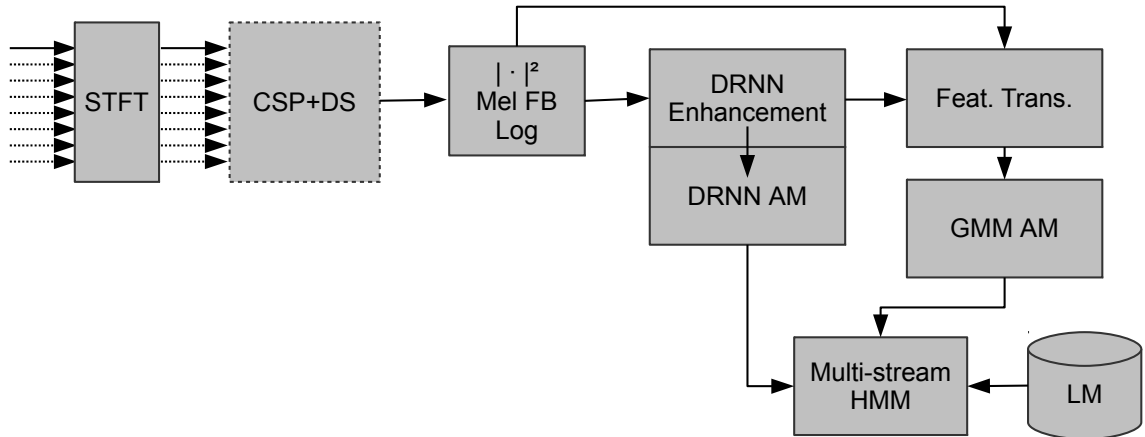 STFT
CSP+DS
| · |²
Mel FB
Log
DRNN
Enhancement
DRNN AM
Feat. Trans.
GMM AM
Multi-stream
HMM
LM